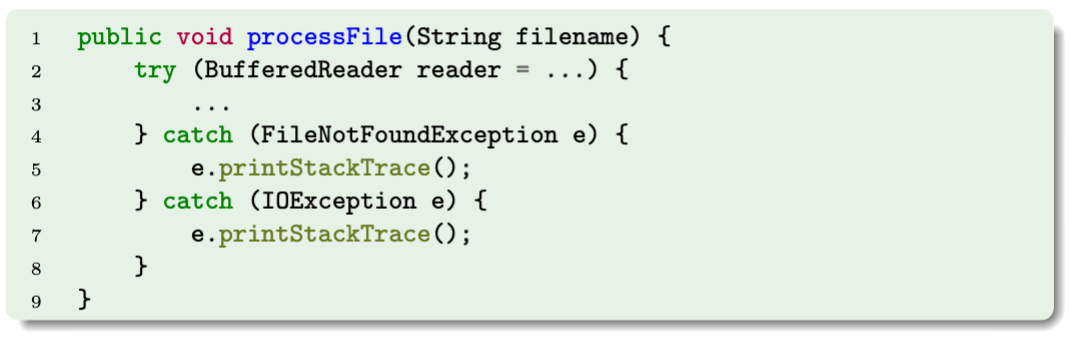 1 public void processFile(String filename) {
2     try (BufferedReader reader = ...) {
3         ...
4     } catch (FileNotFoundException e) {
5         e.printStackTrace();
6     } catch (IOException e) {
7         e.printStackTrace();
8     }
9 }